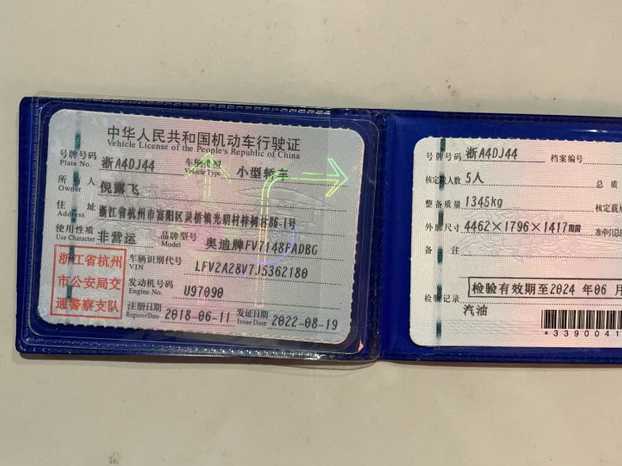 中华人民共和国机动车行驶证
Vehicle License of the People's Republic of China
号牌号码 浙A4DJ44 车辆类型 小型轿车
Plate No. Vehicle Type
所有人 倪露飞
Owner
住址 浙江省杭州市富阳区灵桥镇光明村梓树坞86-1号
Address
使用性质 非营运 品牌型号 奥迪牌FV7148FADBG
Use Character Model
浙江省杭州
市公安局交
通警察支队
车辆识别代号 LFV2A28V7J5362180
VIN
发动机号码 U97090
Engine No.
注册日期 2018-06-11 发证日期 2022-08-19
Register Date Issue Date
号牌号码 浙A4DJ44 档案编号
核定载人数 5人 总质
整备质量 1345kg 核定载质
外廓尺寸 4462×1796×1417mm 准牵引总质
备注
检验记录 检验有效期至2024年06月
汽油
*3390041